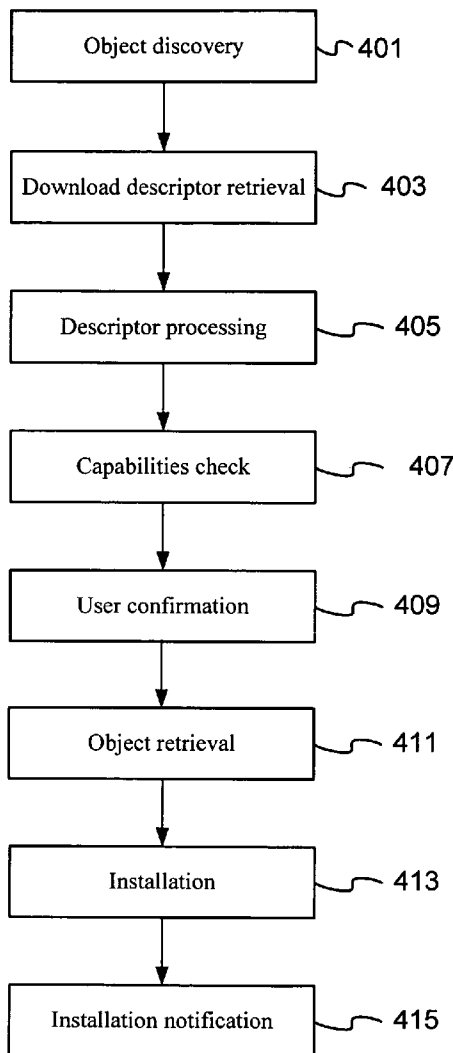 Object discovery 401
Download descriptor retrieval 403
Descriptor processing 405
Capabilities check 407
User confirmation 409
Object retrieval 411
Installation 413
Installation notification 415